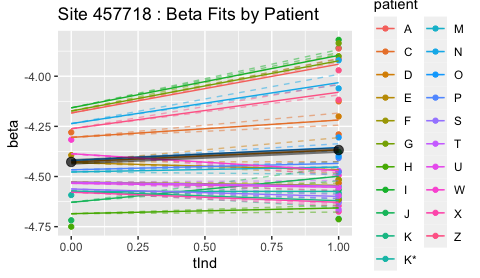 Site 457718 : Beta Fits by Patient
beta
-4.00
-4.25
-4.50
-4.75
0.00 0.25 0.50 0.75 1.00
tInd
patient
A
C
D
E
F
G
H
I
J
K
K*
M
N
O
P
S
T
U
W
X
Z